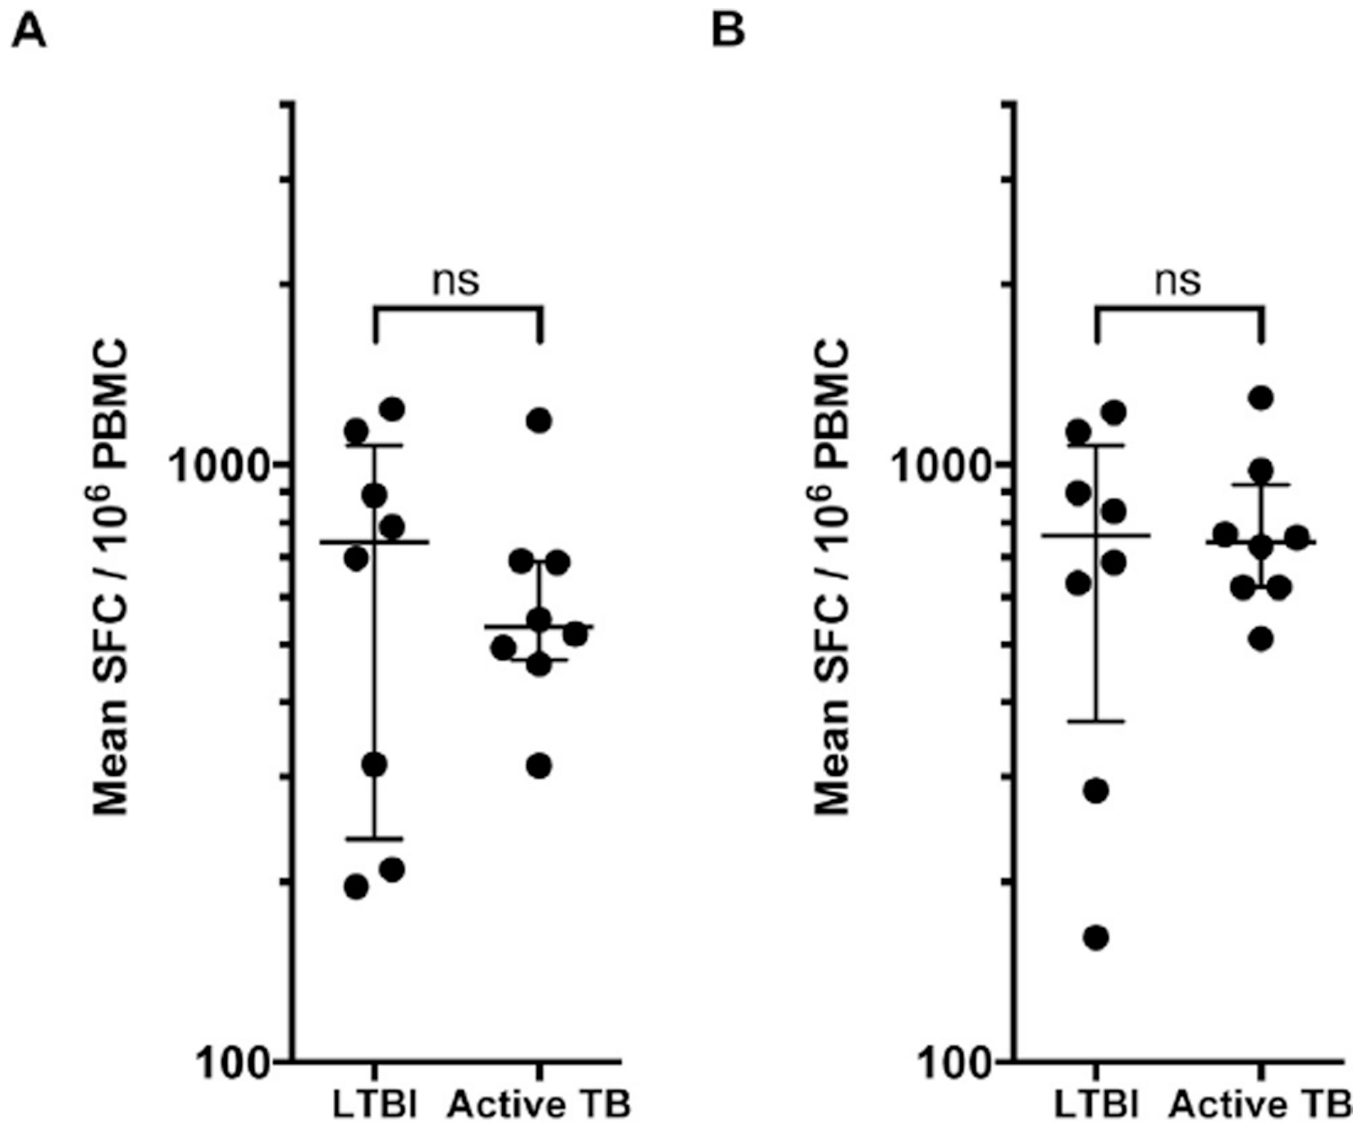 A
B
ns
ns
Mean SFC / 10⁶ PBMC
1000
100
LTBI Active TB
Mean SFC / 10⁶ PBMC
1000
100
LTBI Active TB